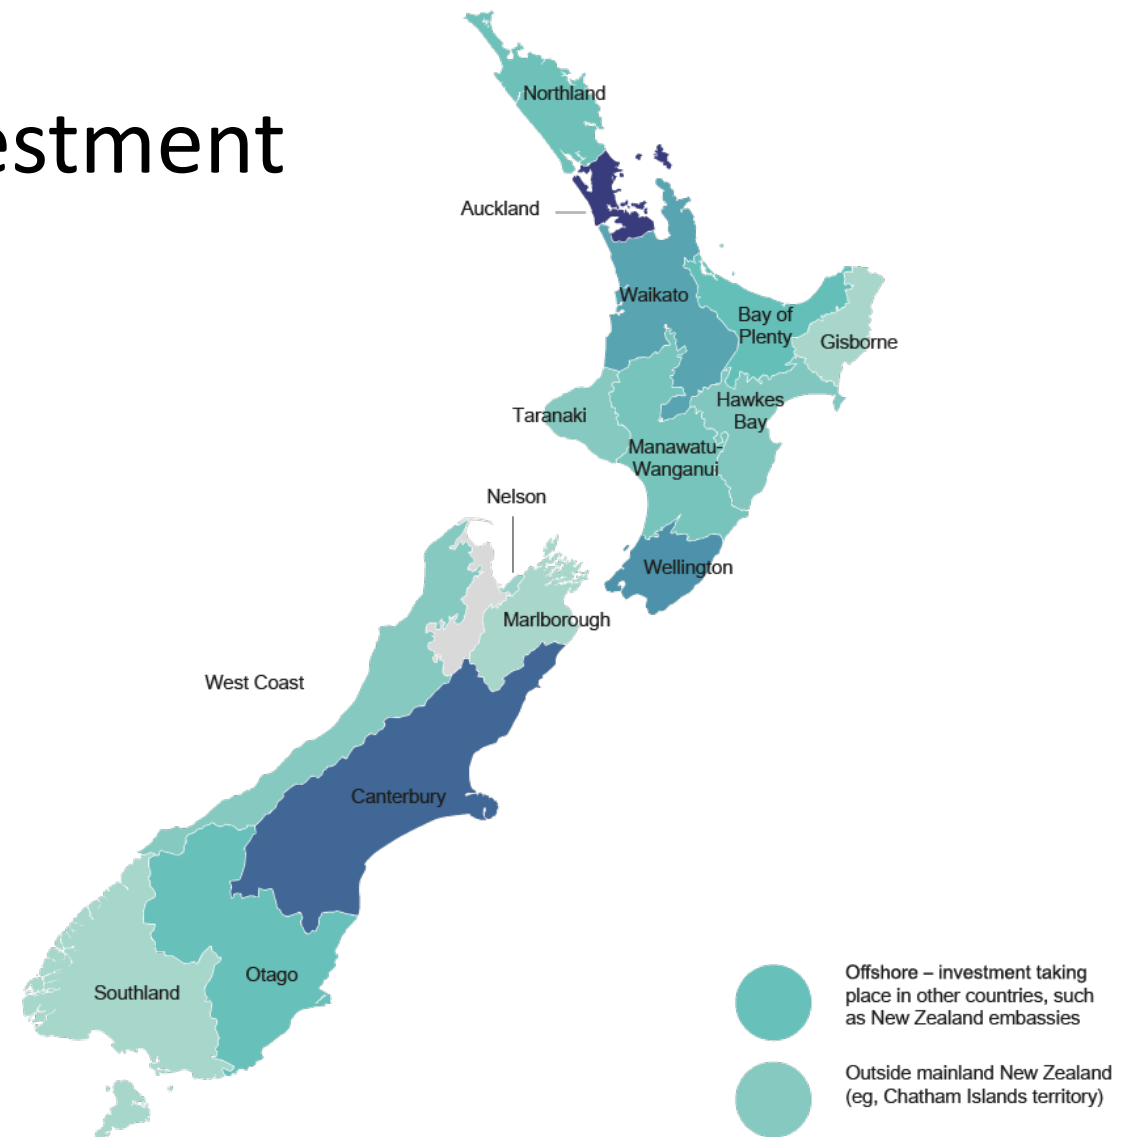 estment
Northland
Auckland
Waikato
Bay of
Plenty
Gisborne
Hawkes
Bay
Taranaki
Manawatu-
Wanganui
Nelson
Wellington
Marlborough
West Coast
Canterbury
Otago
Southland
Offshore – investment taking
place in other countries, such
as New Zealand embassies
Outside mainland New Zealand
(eg, Chatham Islands territory)